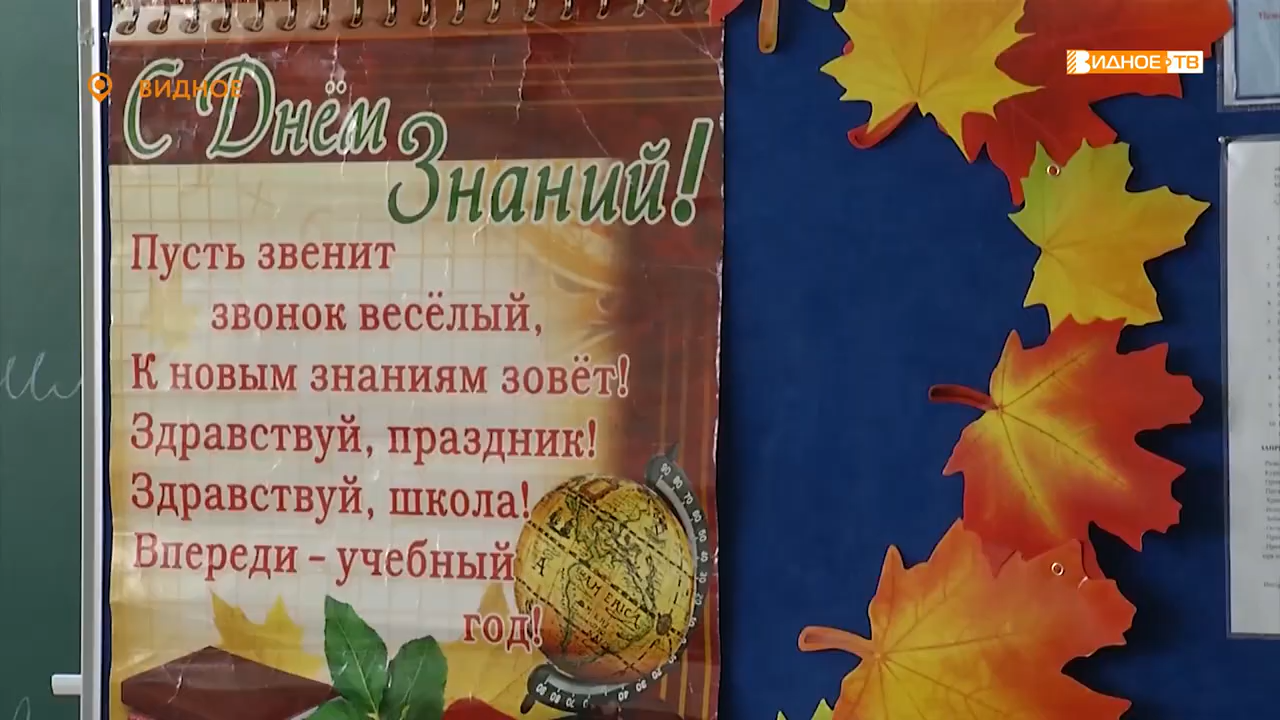 ВИДНОЕ
ВИДНОЕ ТВ
С Днём
Знаний!
Пусть звенит
звонок весёлый,
К новым знаниям зовёт!
Здравствуй, праздник!
Здравствуй, школа!
Впереди – учебный
год!
AMERICA